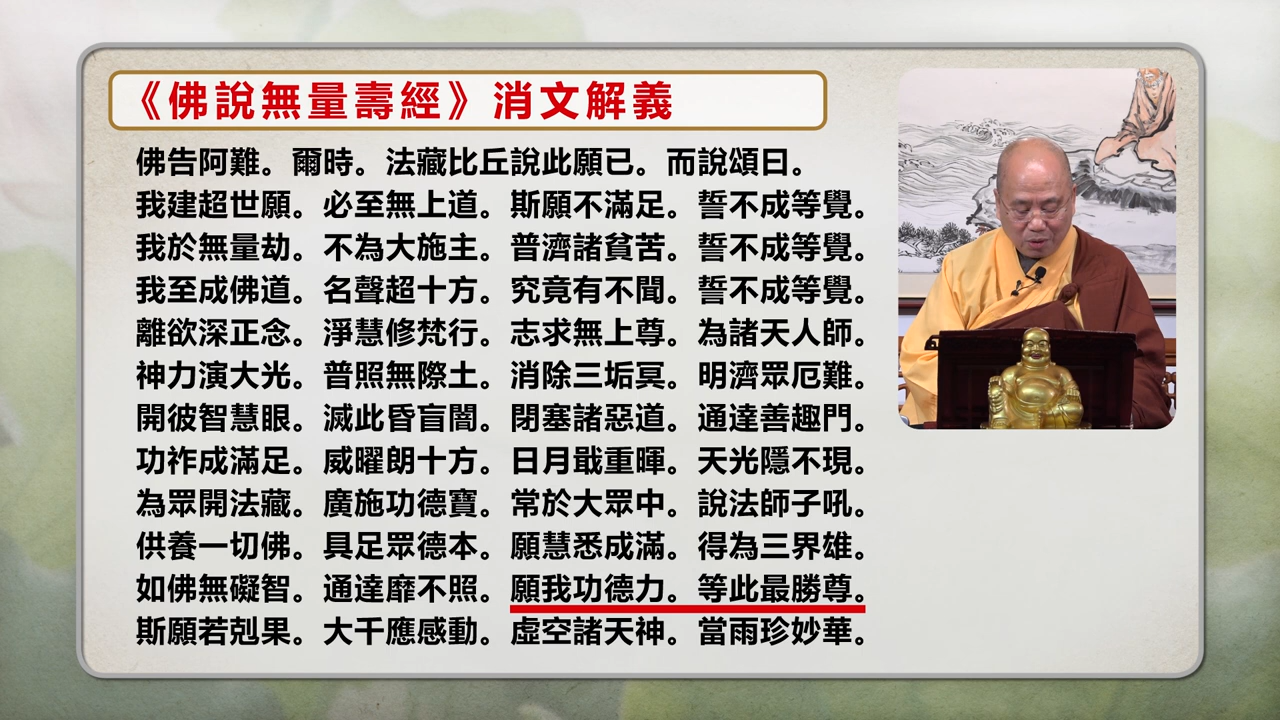 《佛說無量壽經》消文解義
佛告阿難。爾時。法藏比丘說此願已。而說頌曰。
我建超世願。必至無上道。斯願不滿足。誓不成等覺。
我於無量劫。不為大施主。普濟諸貧苦。誓不成等覺。
我至成佛道。名聲超十方。究竟有不聞。誓不成等覺。
離欲深正念。淨慧修梵行。志求無上尊。為諸天人師。
神力演大光。普照無際土。消除三垢冥。明濟眾厄難。
開彼智慧眼。滅此昏盲闇。閉塞諸惡道。通達善趣門。
功祚成滿足。威曜朗十方。日月戢重暉。天光隱不現。
為眾開法藏。廣施功德寶。常於大眾中。說法師子吼。
供養一切佛。具足眾德本。願慧悉成滿。得為三界雄。
如佛無礙智。通達靡不照。願我功德力。等此最勝尊。
斯願若剋果。大千應感動。虛空諸天神。當雨珍妙華。